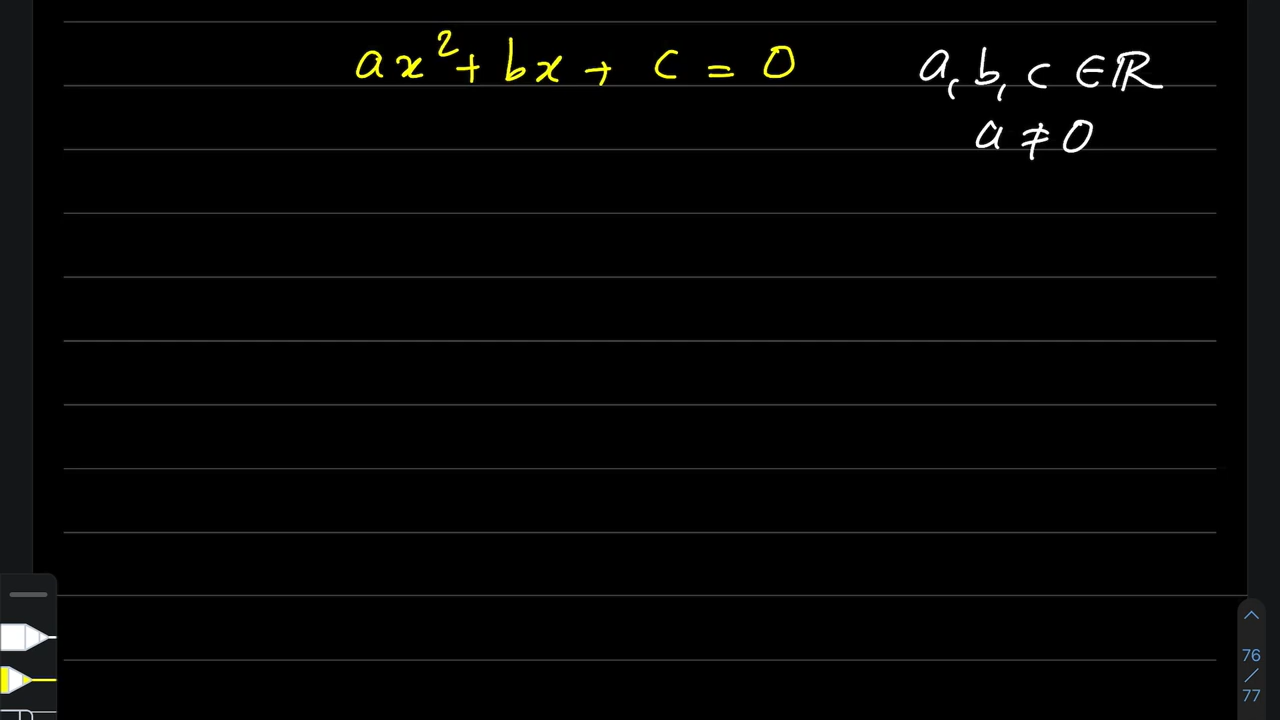 ax² + bx + c = 0 a, b, c ∈ ℝ
a ≠ 0
76
/
77